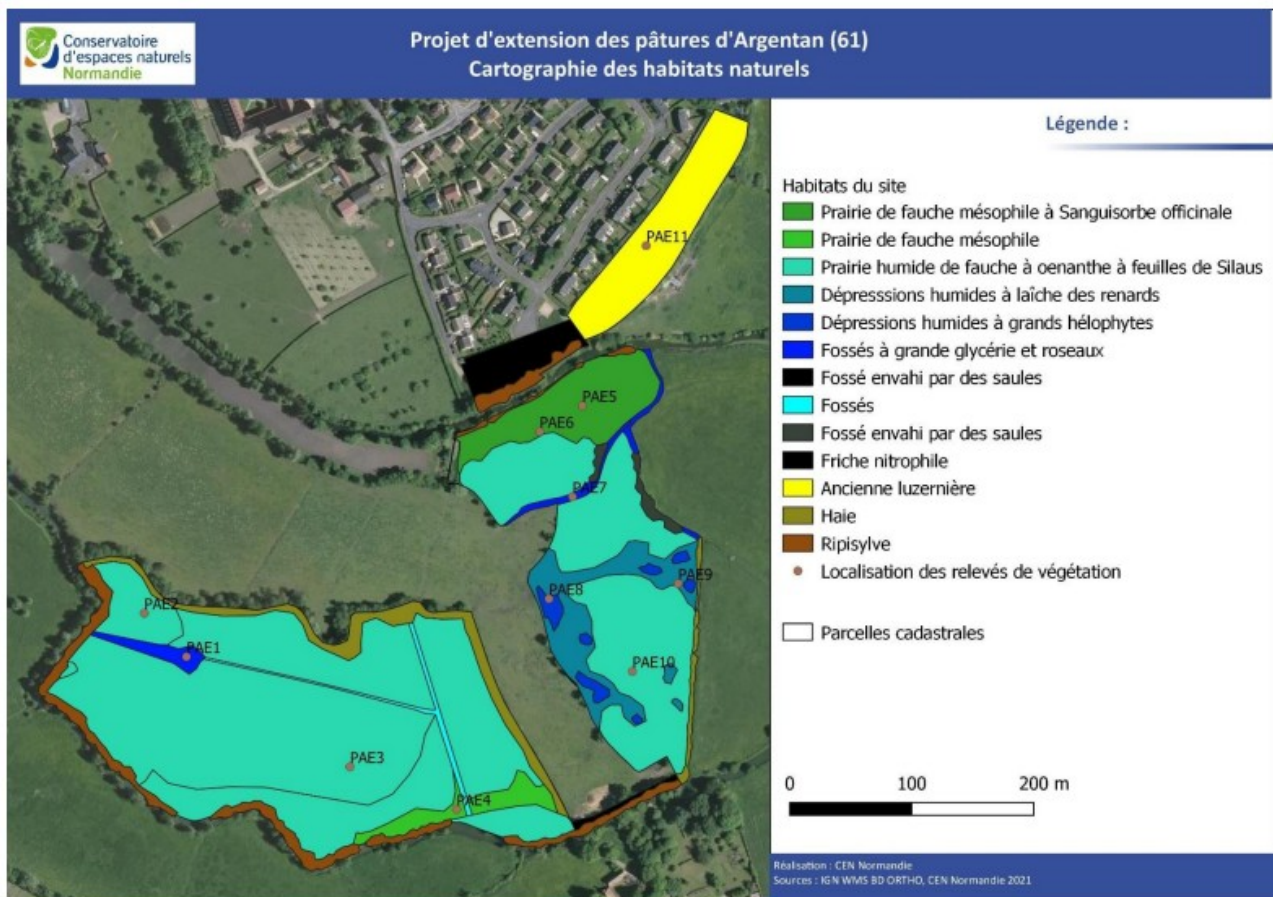 Conservatoire
d'espaces naturels
Normandie
Projet d'extension des pâtures d'Argentan (61)
Cartographie des habitats naturels
Légende :
Habitats du site
Prairie de fauche mésophile à Sanguisorbe officinale
Prairie de fauche mésophile
Prairie humide de fauche à oenanthe à feuilles de Silaus
Dépresssions humides à laîche des renards
Dépressions humides à grands hélophytes
Fossés à grande glycérie et roseaux
Fossé envahi par des saules
Fossés
Fossé envahi par des saules
Friche nitrophile
Ancienne luzernière
Haie
Ripisylve
Localisation des relevés de végétation
Parcelles cadastrales
0 100 200 m
Réalisation : CEN Normandie
Sources : IGN WMS BD ORTHO, CEN Normandie 2021
PAE11
PAE5
PAE6
PAE7
PAE9
PAE8
PAE2
PAE1
PAE10
PAE3
PAE4